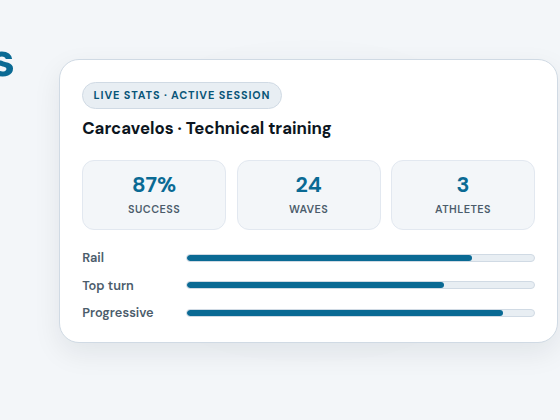 s
LIVE STATS · ACTIVE SESSION
Carcavelos · Technical training
87%
SUCCESS
24
WAVES
3
ATHLETES
Rail
Top turn
Progressive